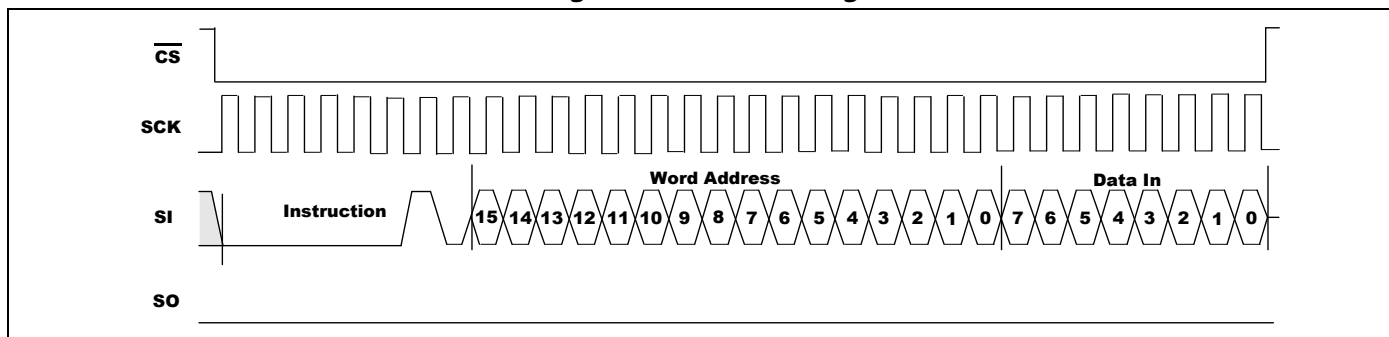 CS
SCK
Word Address
Data In
SI
Instruction
15 14 13 12 11 10 9 8 7 6 5 4 3 2 1 0 7 6 5 4 3 2 1 0
SO